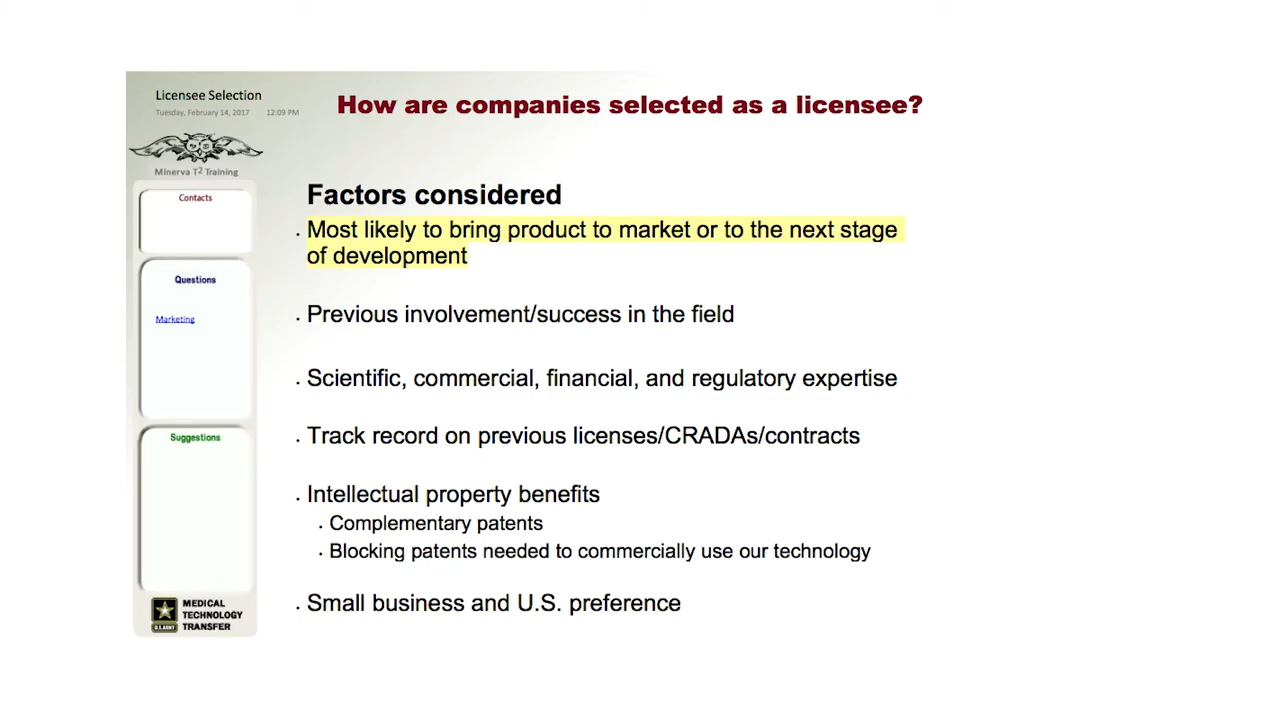 Licensee Selection
Tuesday, February 14, 2017 12:09 PM
How are companies selected as a licensee?
Minerva T2 Training
Contacts
Questions
Marketing
Suggestions
MEDICAL
TECHNOLOGY
TRANSFER
U.S.ARMY
Factors considered
· Most likely to bring product to market or to the next stage
of development
· Previous involvement/success in the field
· Scientific, commercial, financial, and regulatory expertise
· Track record on previous licenses/CRADAs/contracts
· Intellectual property benefits
· Complementary patents
· Blocking patents needed to commercially use our technology
· Small business and U.S. preference